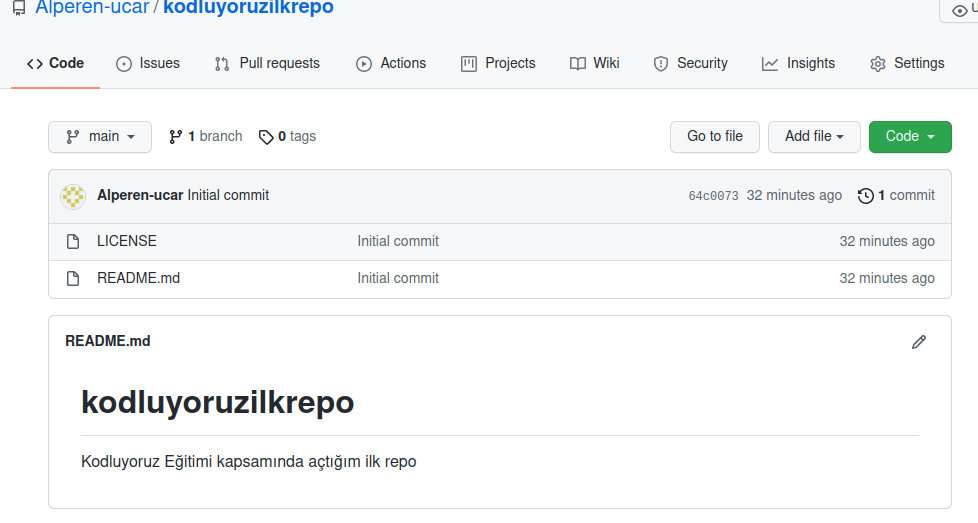 Alperen-ucar / kodluyoruzilkrepo
Code Issues Pull requests Actions Projects Wiki Security Insights Settings
main 1 branch 0 tags Go to file Add file Code
Alperen-ucar Initial commit 64c0073 32 minutes ago 1 commit
LICENSE Initial commit 32 minutes ago
README.md Initial commit 32 minutes ago
README.md
kodluyoruzilkrepo
Kodluyoruz Eğitimi kapsamında açtığım ilk repo